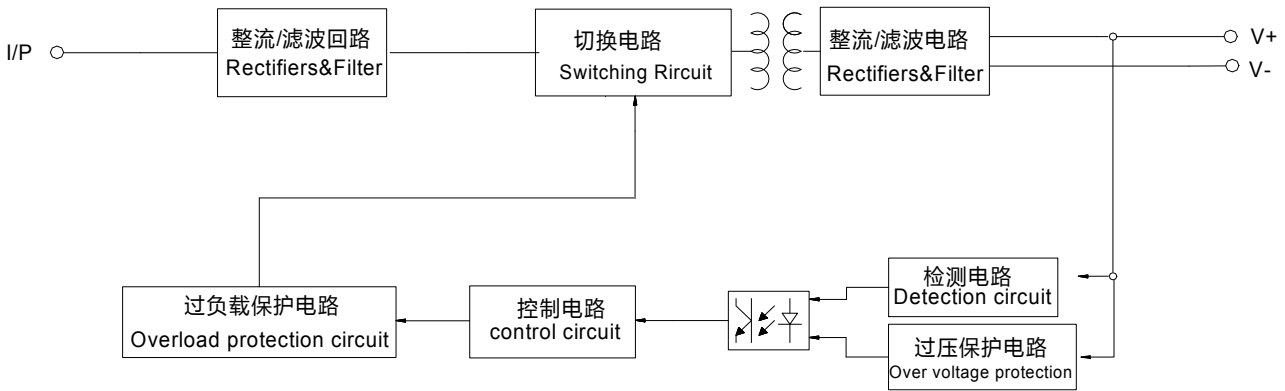 I/P
整流/滤波回路
Rectifiers&Filter
切换电路
Switching Rircuit
整流/滤波电路
Rectifiers&Filter
V+
V-
检测电路
Detection circuit
过负载保护电路
Overload protection circuit
控制电路
control circuit
过压保护电路
Over voltage protection